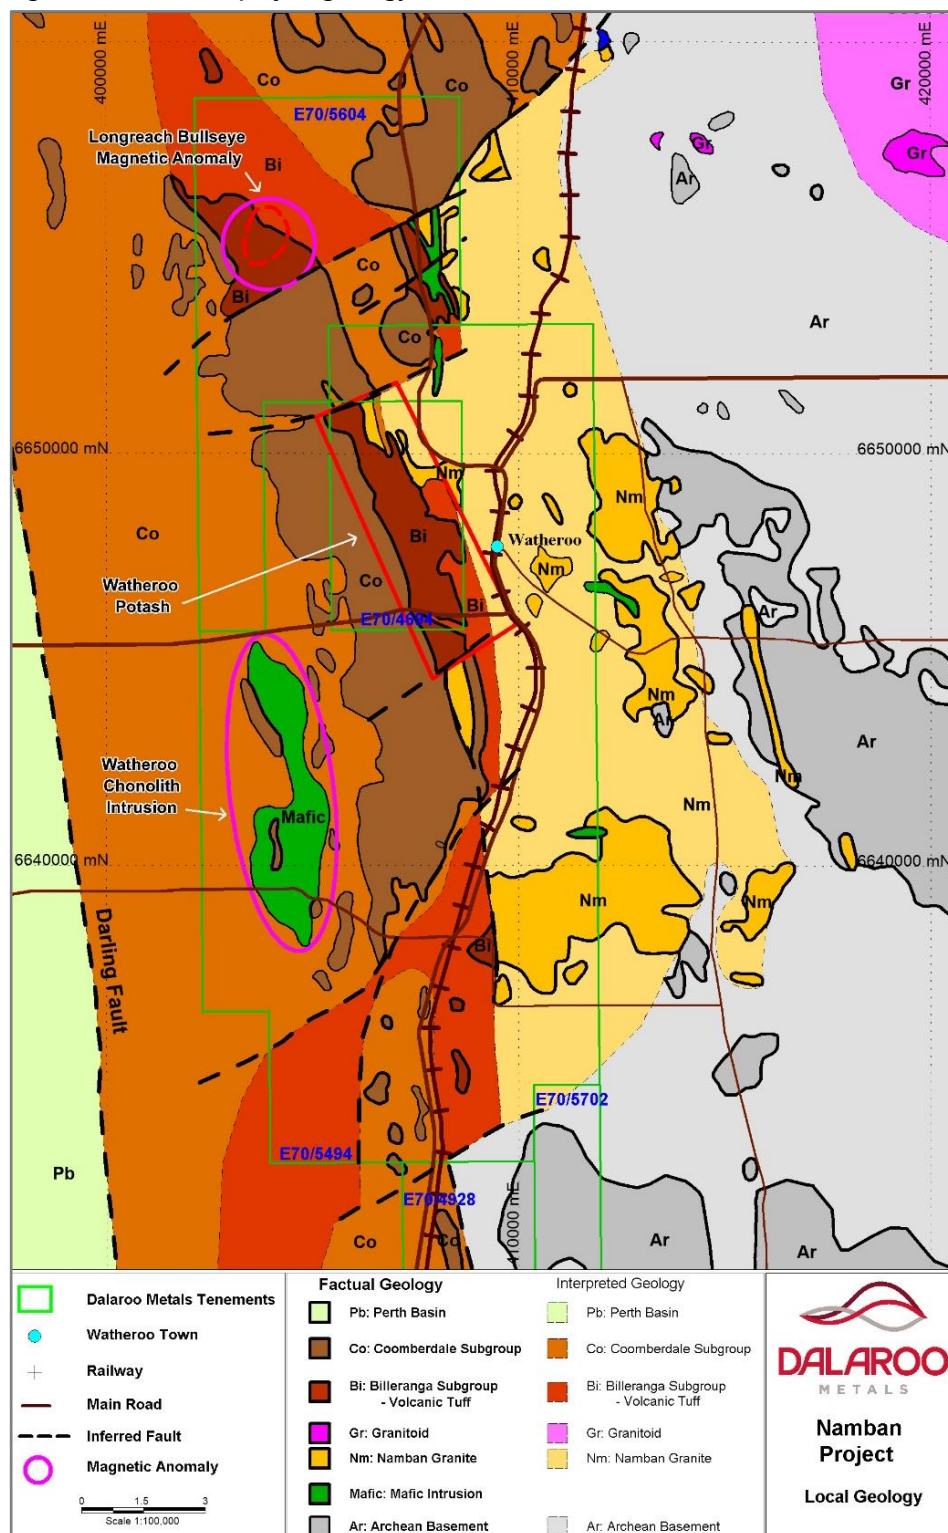 400000 mE
410000 mE
420000 mE
Co
Co
Gr
E70/5604
Longreach Bullseye
Magnetic Anomaly
Bi
Gr
Gr
Ar
Bi
Co
Ar
Co
6650000 mN
6650000 mN
Nm
Nm
Co
Bi
Watheroo
Nm
Watheroo
Potash
Co
Bi
E70/4694
Ar
Nm
Ar
Ar
Watheroo
Chonolith
Intrusion
Nm
Nm
Mafic
6640000 mN
6640000 mN
Nm
Nm
Darling Fault
Bi
E70/5702
E70/5494
Pb
E70/4928
410000 mE
Co
Co
Ar
Ar
Dalaroo Metals Tenements
Watheroo Town
Railway
Main Road
Inferred Fault
Magnetic Anomaly
0 1.5 3
Scale 1:100,000
Factual Geology
Pb: Perth Basin
Co: Coomberdale Subgroup
Bi: Billeranga Subgroup
- Volcanic Tuff
Gr: Granitoid
Nm: Namban Granite
Mafic: Mafic Intrusion
Ar: Archean Basement
Interpreted Geology
Pb: Perth Basin
Co: Coomberdale Subgroup
Bi: Billeranga Subgroup
- Volcanic Tuff
Gr: Granitoid
Nm: Namban Granite
Ar: Archean Basement
DALAROO
METALS
Namban
Project
Local Geology